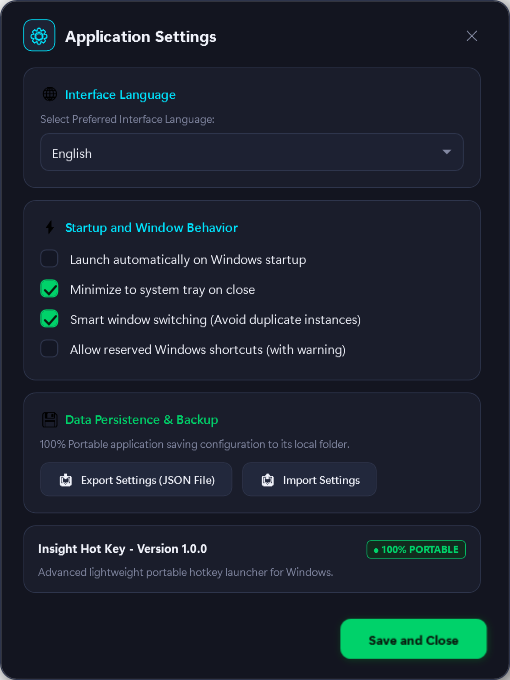 Application Settings
Interface Language
Select Preferred Interface Language:
English
Startup and Window Behavior
Launch automatically on Windows startup
Minimize to system tray on close
Smart window switching (Avoid duplicate instances)
Allow reserved Windows shortcuts (with warning)
Data Persistence & Backup
100% Portable application saving configuration to its local folder.
Export Settings (JSON File)
Import Settings
Insight Hot Key - Version 1.0.0
● 100% PORTABLE
Advanced lightweight portable hotkey launcher for Windows.
Save and Close